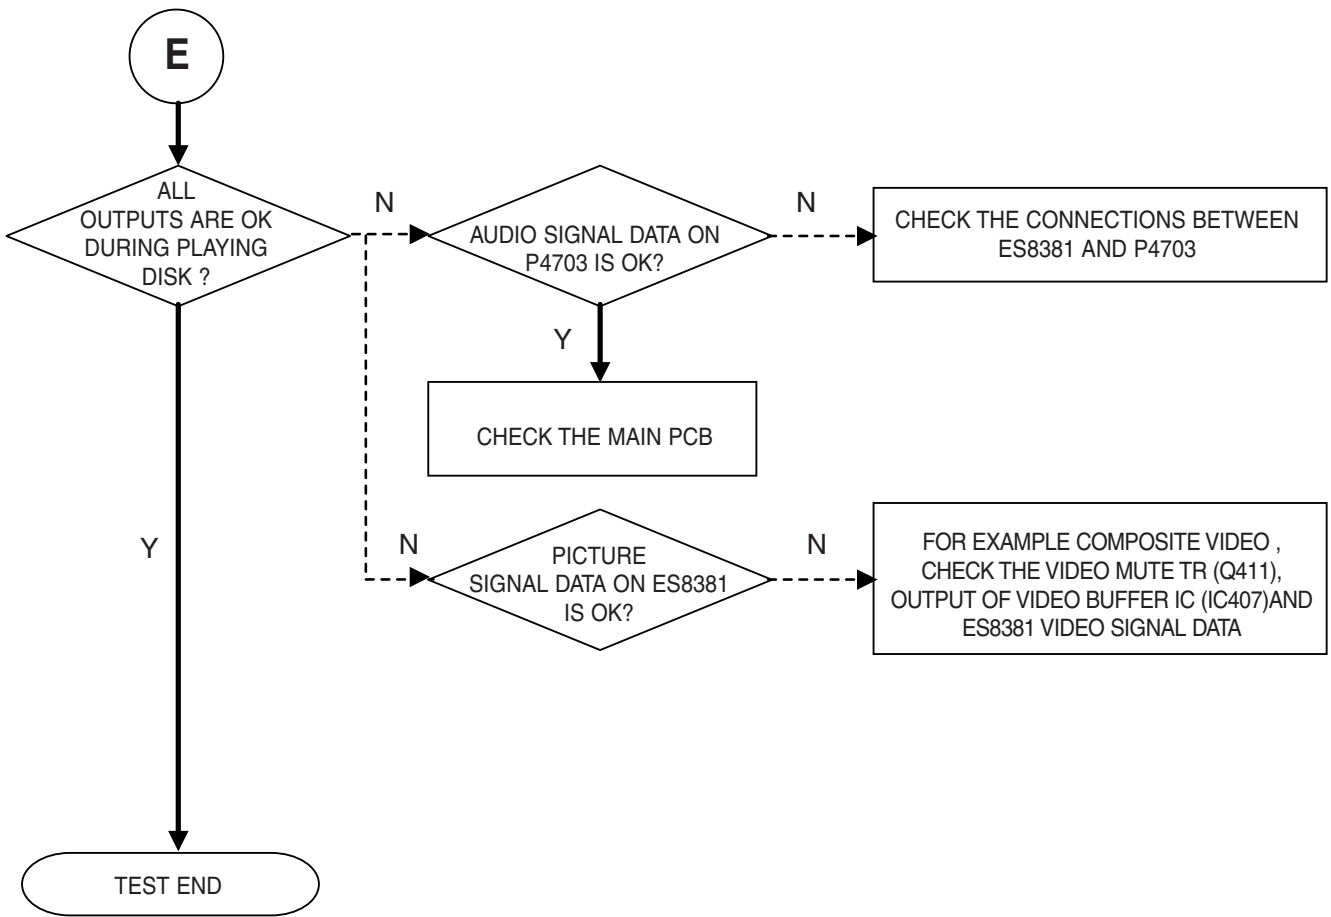 E
ALL
OUTPUTS ARE OK
DURING PLAYING
DISK ?
N
AUDIO SIGNAL DATA ON
P4703 IS OK?
N
CHECK THE CONNECTIONS BETWEEN
ES8381 AND P4703
Y
CHECK THE MAIN PCB
Y
N
PICTURE
SIGNAL DATA ON ES8381
IS OK?
N
FOR EXAMPLE COMPOSITE VIDEO ,
CHECK THE VIDEO MUTE TR (Q411),
OUTPUT OF VIDEO BUFFER IC (IC407)AND
ES8381 VIDEO SIGNAL DATA
TEST END